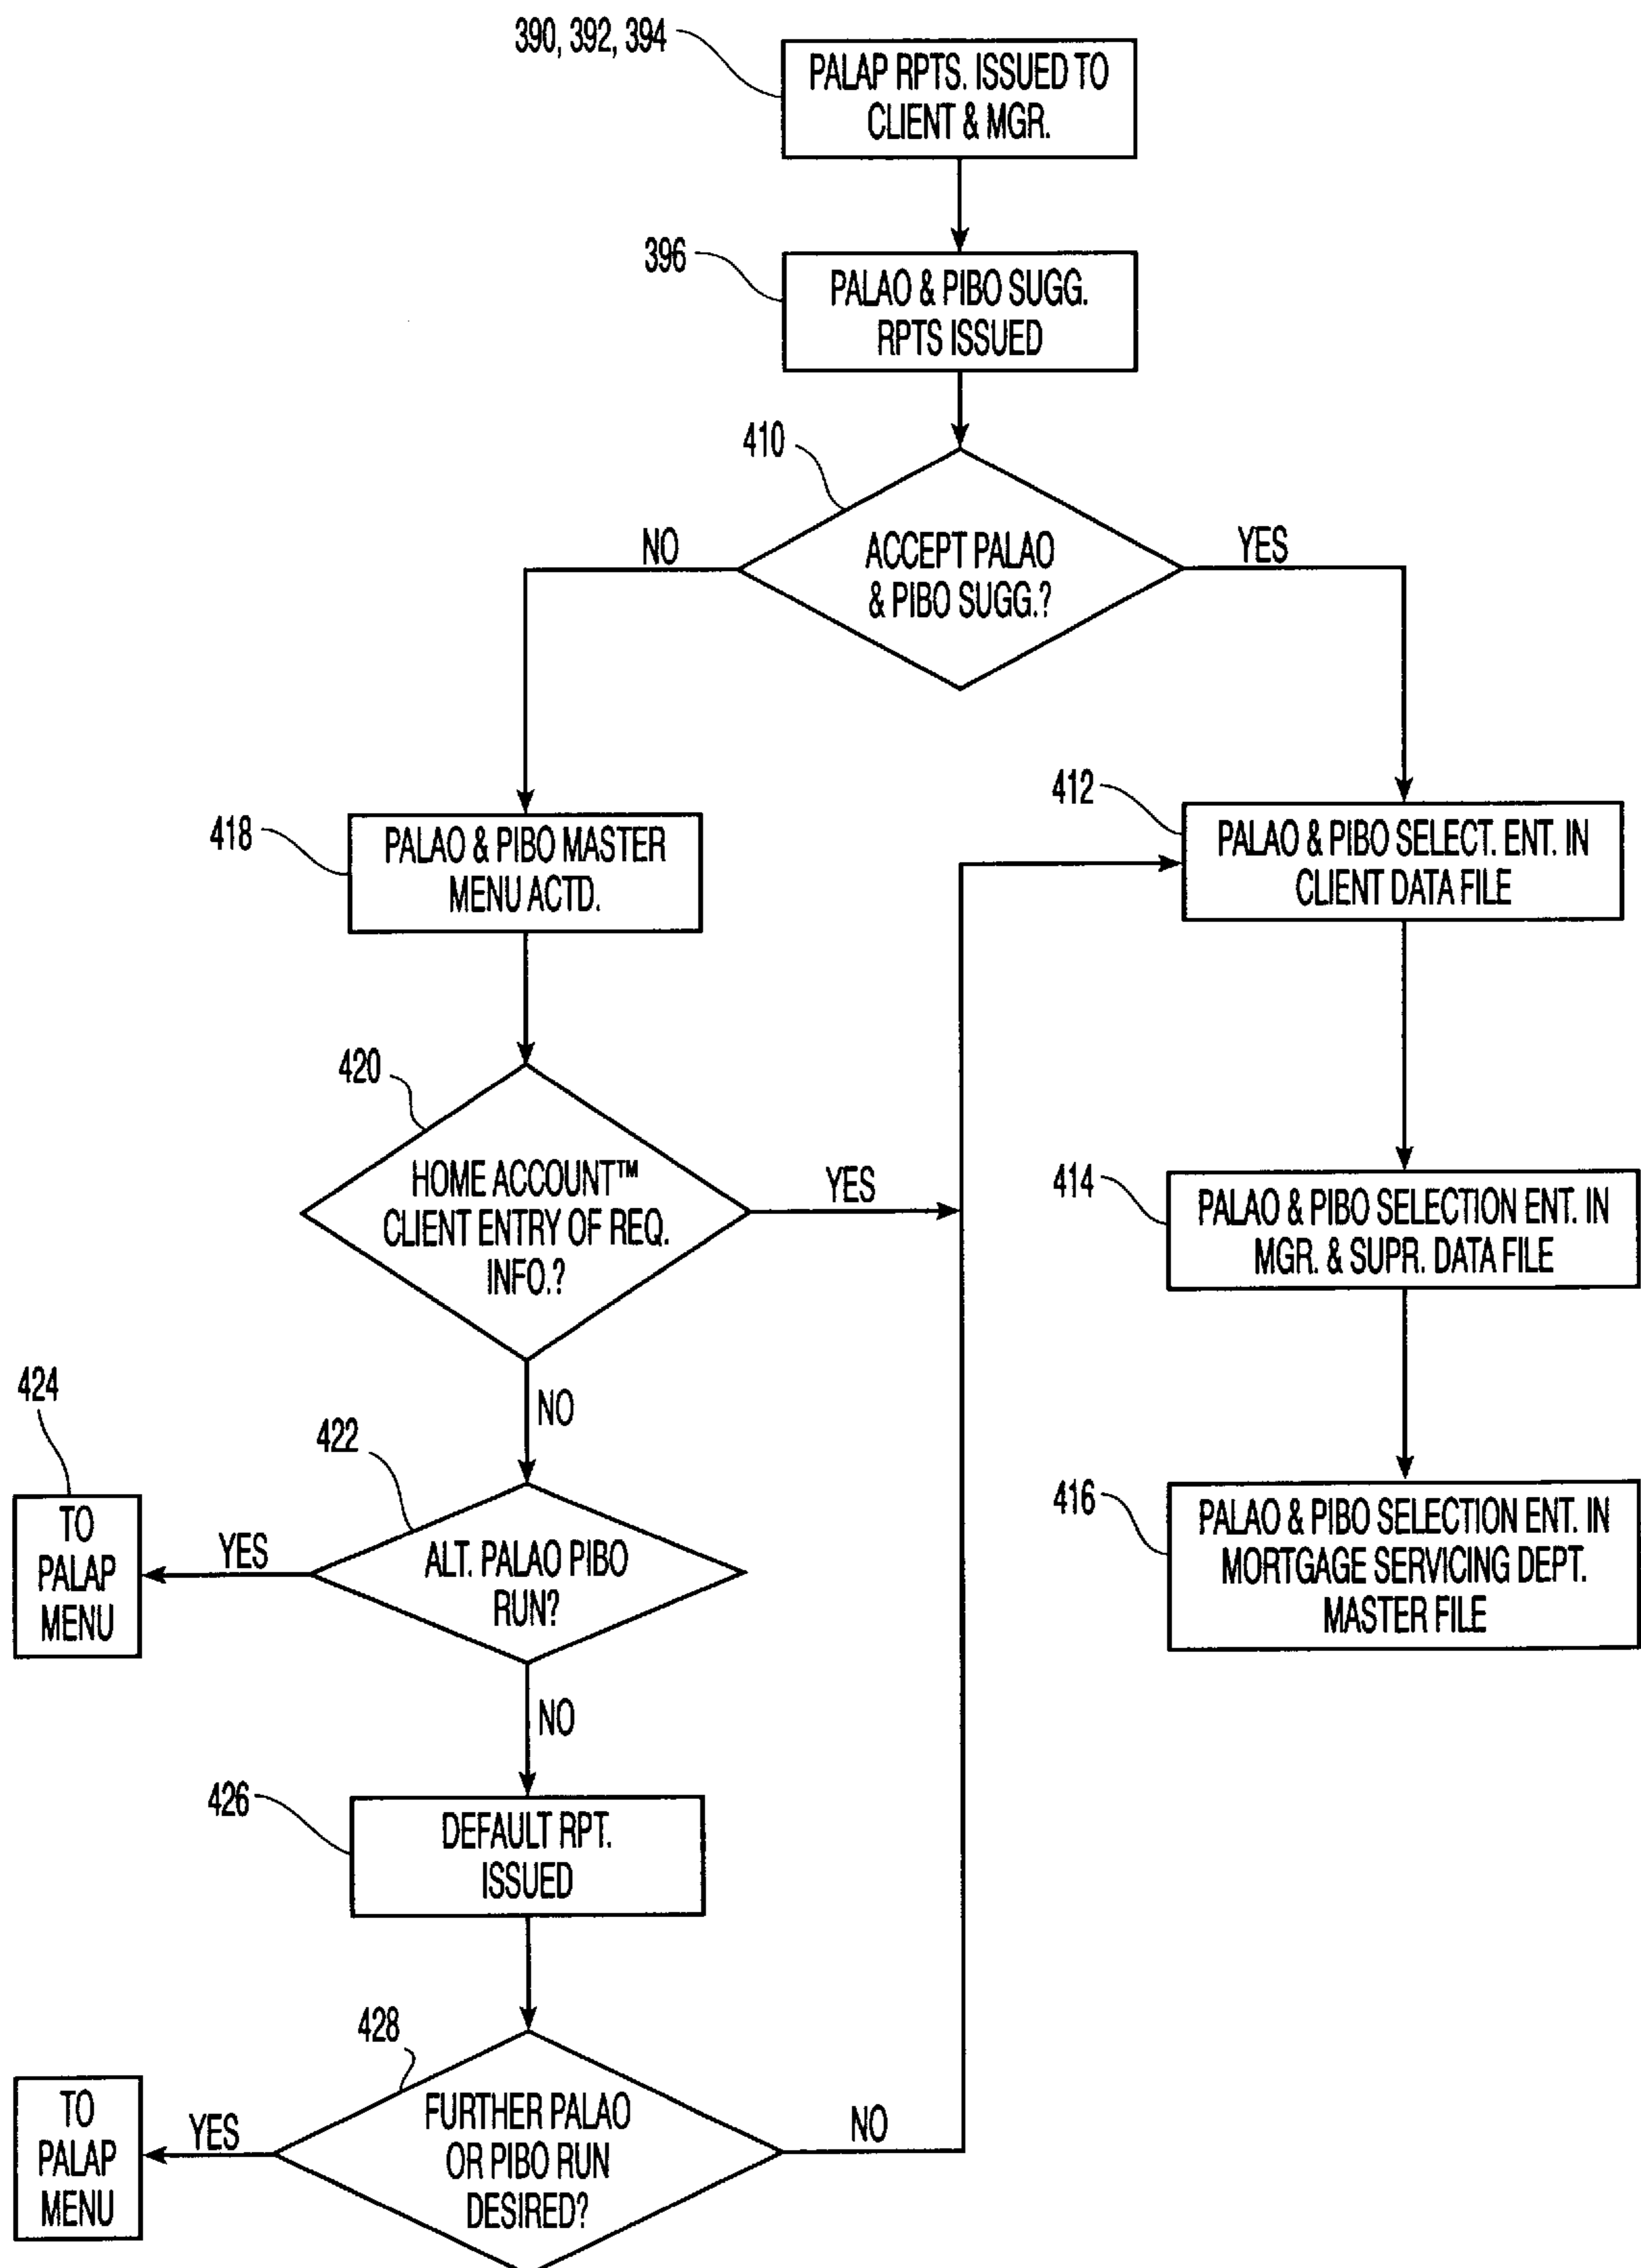 390, 392, 394
PALAP RPTS. ISSUED TO
CLIENT & MGR.
396
PALAO & PIBO SUGG.
RPTS ISSUED
410
ACCEPT PALAO
& PIBO SUGG.?
NO
YES
412
PALAO & PIBO SELECT. ENT. IN
CLIENT DATA FILE
418
PALAO & PIBO MASTER
MENU ACTD.
420
HOME ACCOUNT™
CLIENT ENTRY OF REQ.
INFO.?
YES
414
PALAO & PIBO SELECTION ENT. IN
MGR. & SUPR. DATA FILE
NO
424
TO
PALAP
MENU
422
YES
ALT. PALAO PIBO
RUN?
416
PALAO & PIBO SELECTION ENT. IN
MORTGAGE SERVICING DEPT.
MASTER FILE
NO
426
DEFAULT RPT.
ISSUED
428
TO
PALAP
MENU
YES
FURTHER PALAO
OR PIBO RUN
DESIRED?
NO